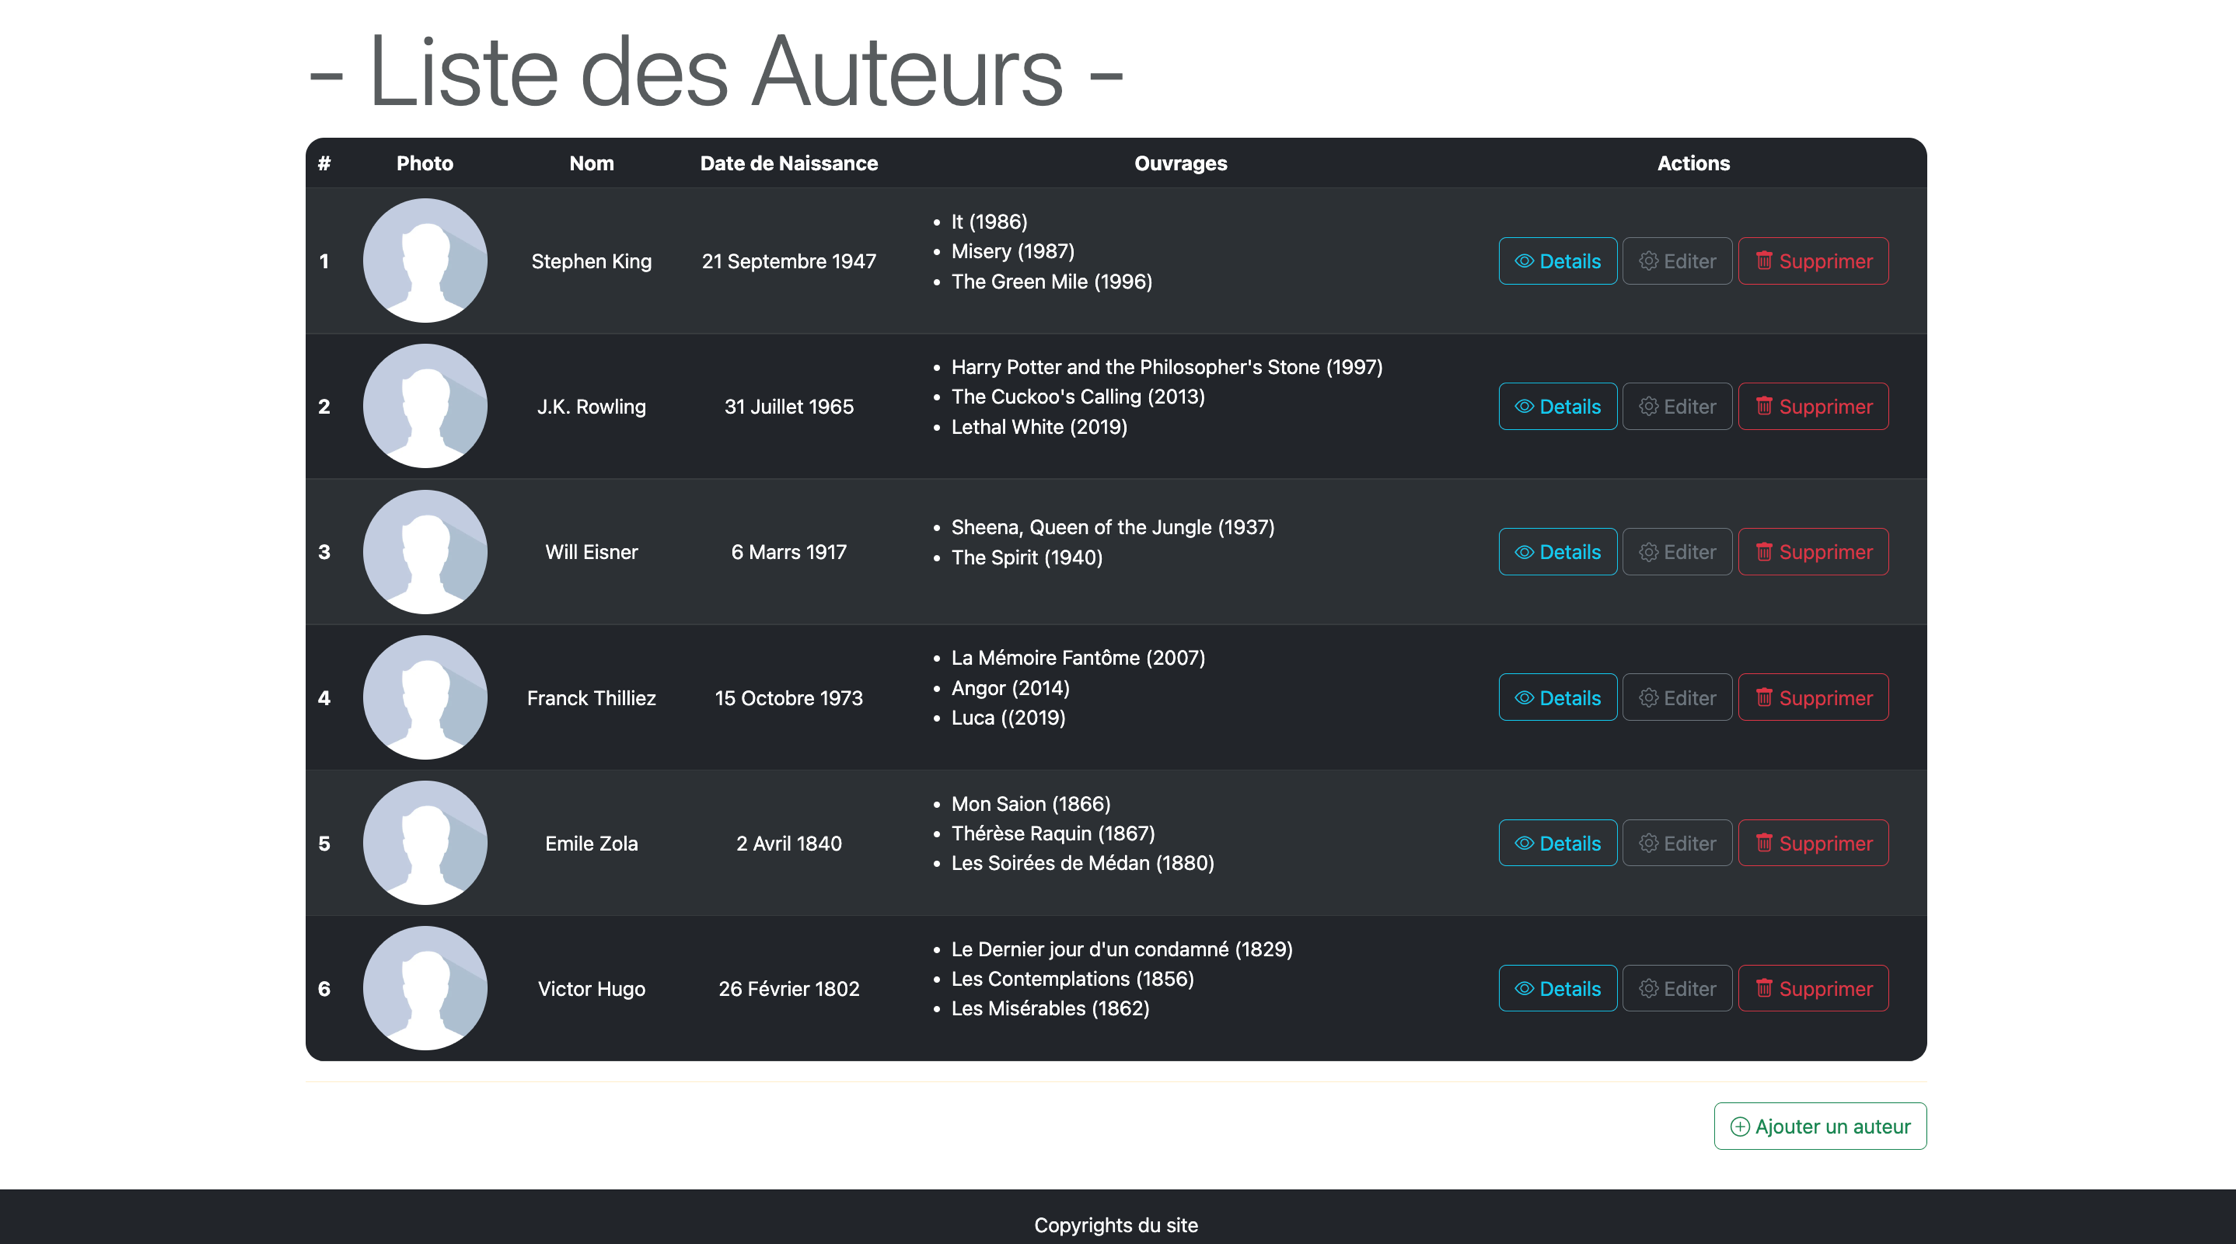 - Liste des Auteurs -
# Photo Nom Date de Naissance Ouvrages Actions
1 Stephen King 21 Septembre 1947
It (1986)
Misery (1987)
The Green Mile (1996)
Details Editer Supprimer
2 J.K. Rowling 31 Juillet 1965
Harry Potter and the Philosopher's Stone (1997)
The Cuckoo's Calling (2013)
Lethal White (2019)
Details Editer Supprimer
3 Will Eisner 6 Marrs 1917
Sheena, Queen of the Jungle (1937)
The Spirit (1940)
Details Editer Supprimer
4 Franck Thilliez 15 Octobre 1973
La Mémoire Fantôme (2007)
Angor (2014)
Luca ((2019)
Details Editer Supprimer
5 Emile Zola 2 Avril 1840
Mon Saion (1866)
Thérèse Raquin (1867)
Les Soirées de Médan (1880)
Details Editer Supprimer
6 Victor Hugo 26 Février 1802
Le Dernier jour d'un condamné (1829)
Les Contemplations (1856)
Les Misérables (1862)
Details Editer Supprimer
Ajouter un auteur
Copyrights du site